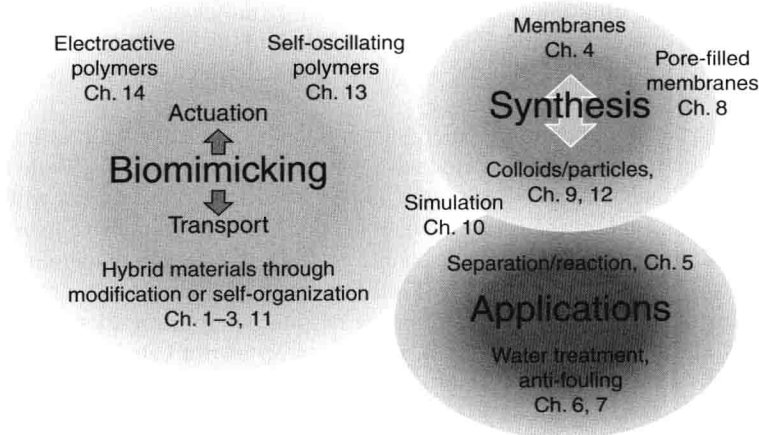 Electroactive
polymers
Ch. 14
Self-oscillating
polymers
Ch. 13
Actuation
Biomimicking
Transport
Hybrid materials through
modification or self-organization
Ch. 1–3, 11
Membranes
Ch. 4
Pore-filled
membranes
Ch. 8
Synthesis
Colloids/particles,
Ch. 9, 12
Simulation
Ch. 10
Separation/reaction, Ch. 5
Applications
Water treatment,
anti-fouling
Ch. 6, 7